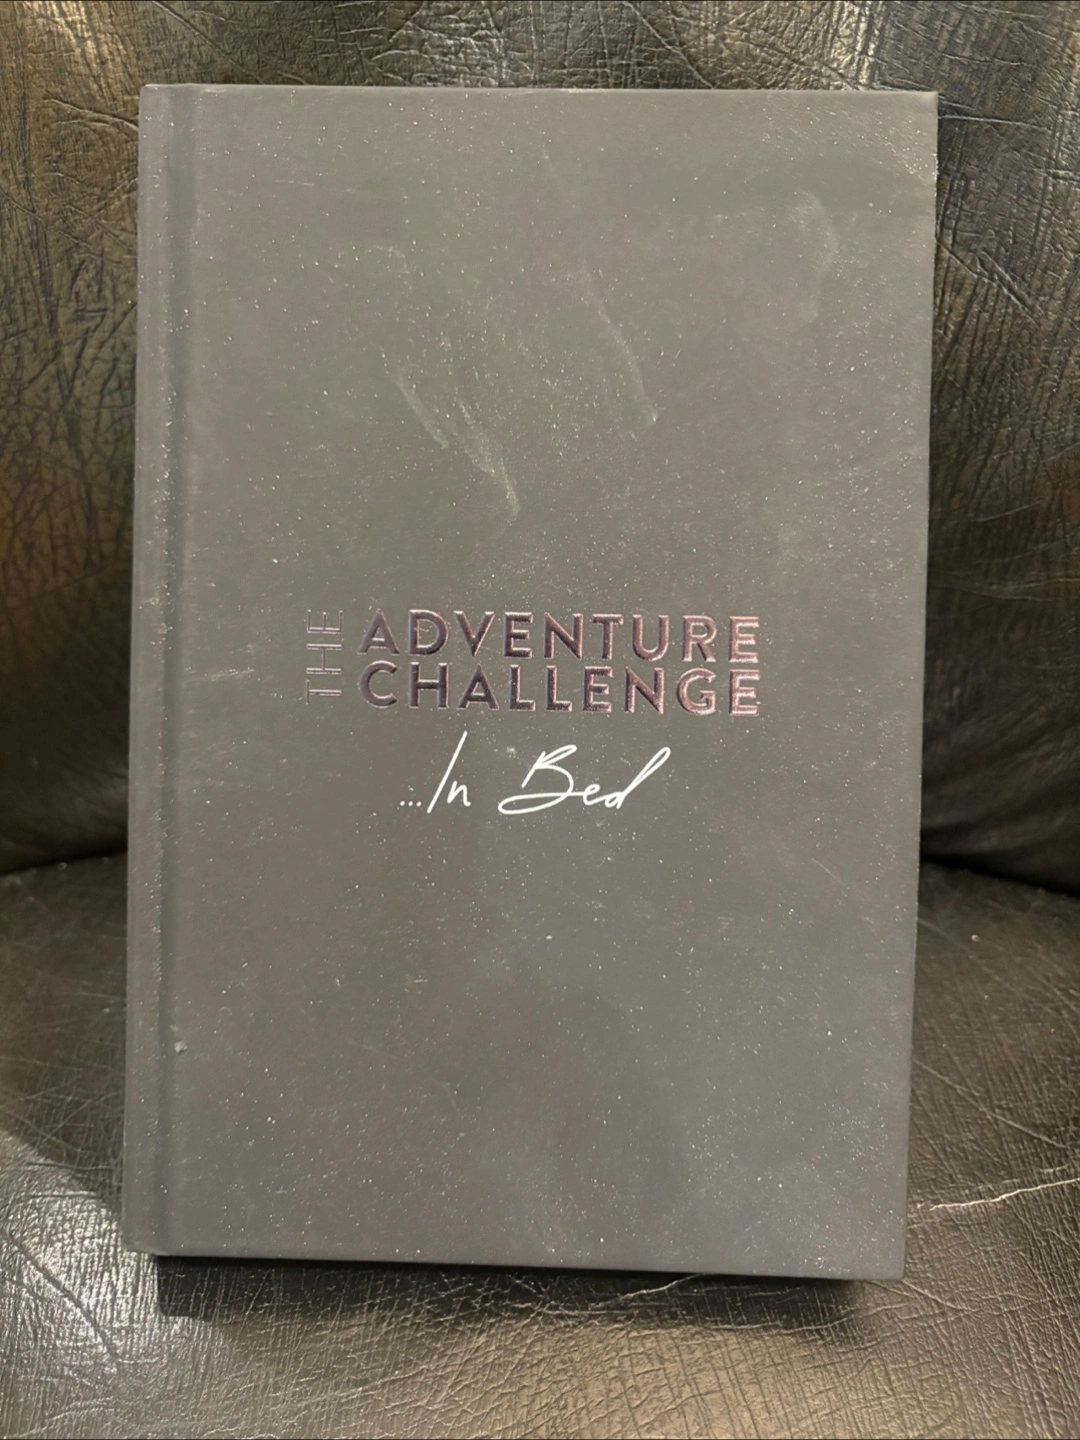 THE ADVENTURE
CHALLENGE
...In Bed